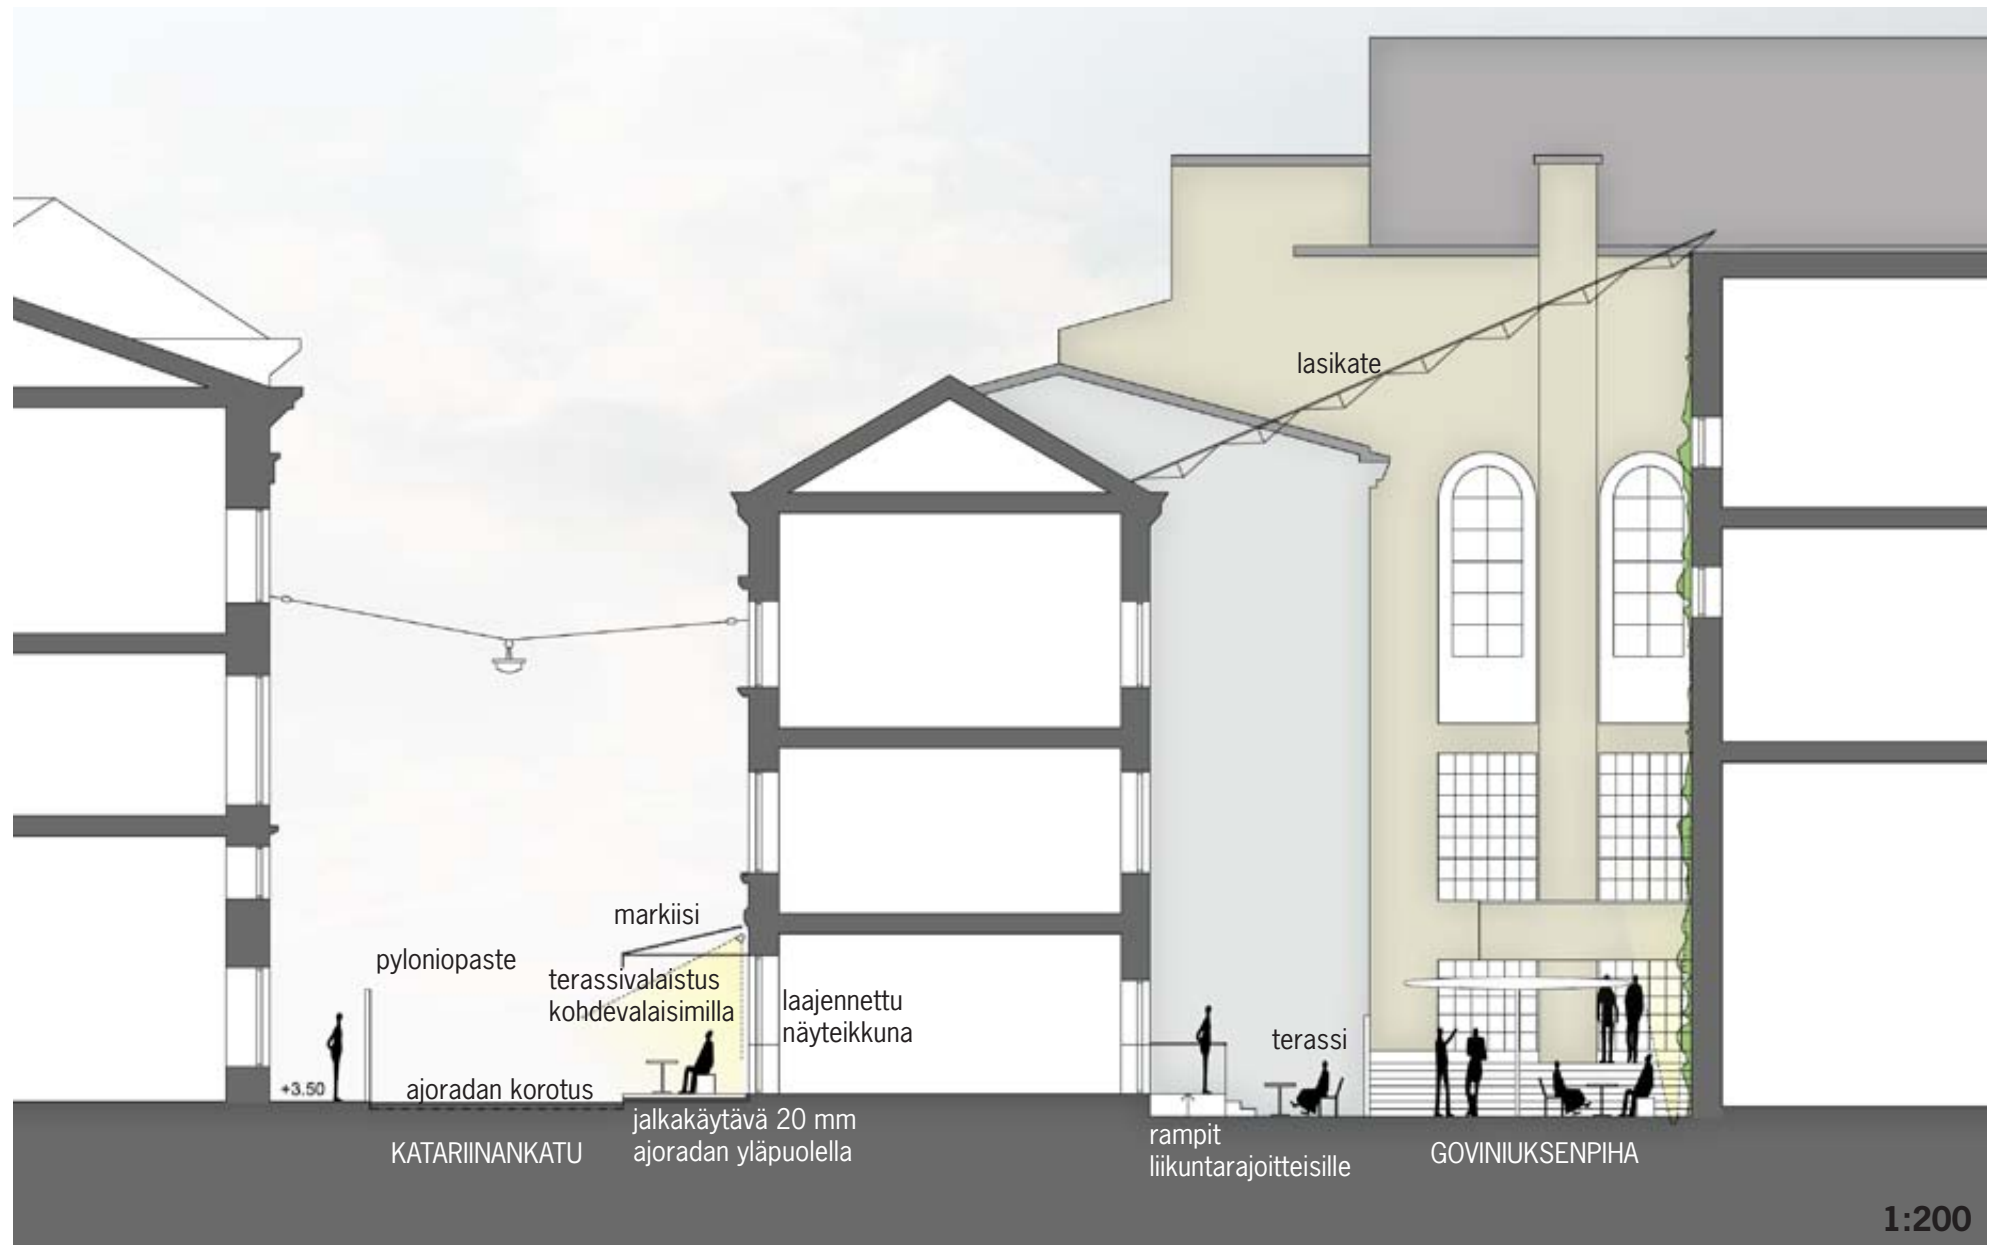 lasikate
markiisi
pyloniopaste
terassivalaistus
kohdevalaisimilla
laajennettu
näyteikkuna
terassi
+3.50
ajoradan korotus
jalkakäytävä 20 mm
ajoradan yläpuolella
KATARIINANKATU
rampit
liikuntarajoitteisille
GOVINIUKSENPIHA
1:200